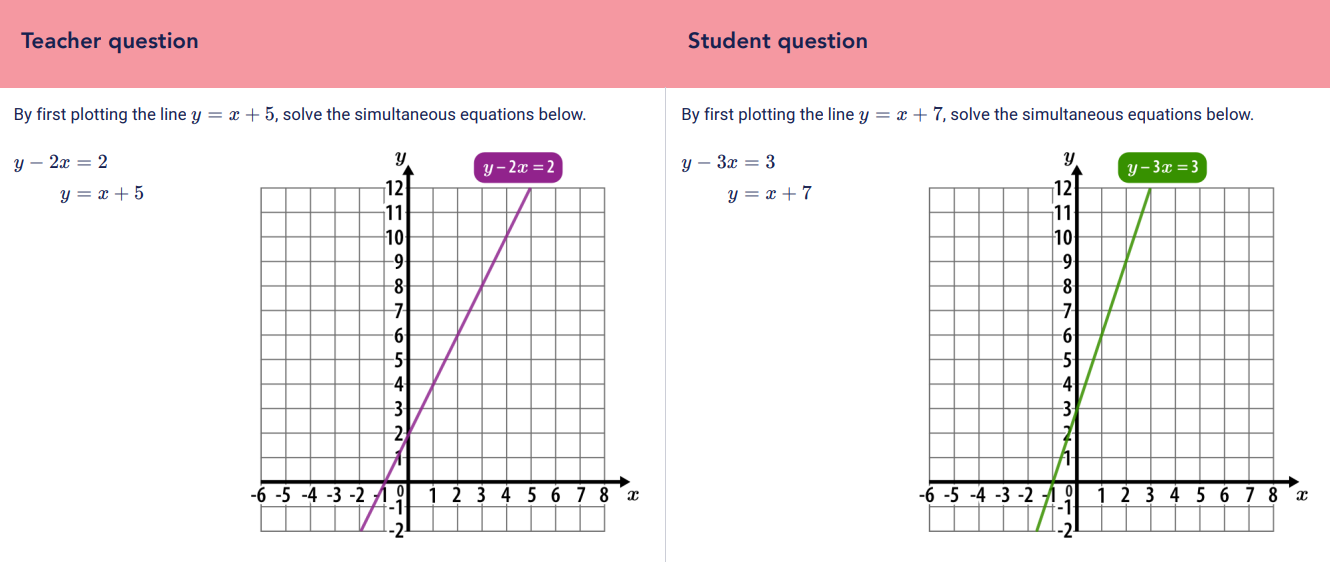 Teacher question
By first plotting the line y = x + 5, solve the simultaneous equations below.
y − 2x = 2
y = x + 5
y
y − 2x = 2
12
11
10
9
8
7
6
5
4
3
2
1
-6 -5 -4 -3 -2 -1 0 1 2 3 4 5 6 7 8 x
-1
-2
Student question
By first plotting the line y = x + 7, solve the simultaneous equations below.
y − 3x = 3
y = x + 7
y
y − 3x = 3
12
11
10
9
8
7
6
5
4
3
2
1
-6 -5 -4 -3 -2 -1 0 1 2 3 4 5 6 7 8 x
-1
-2